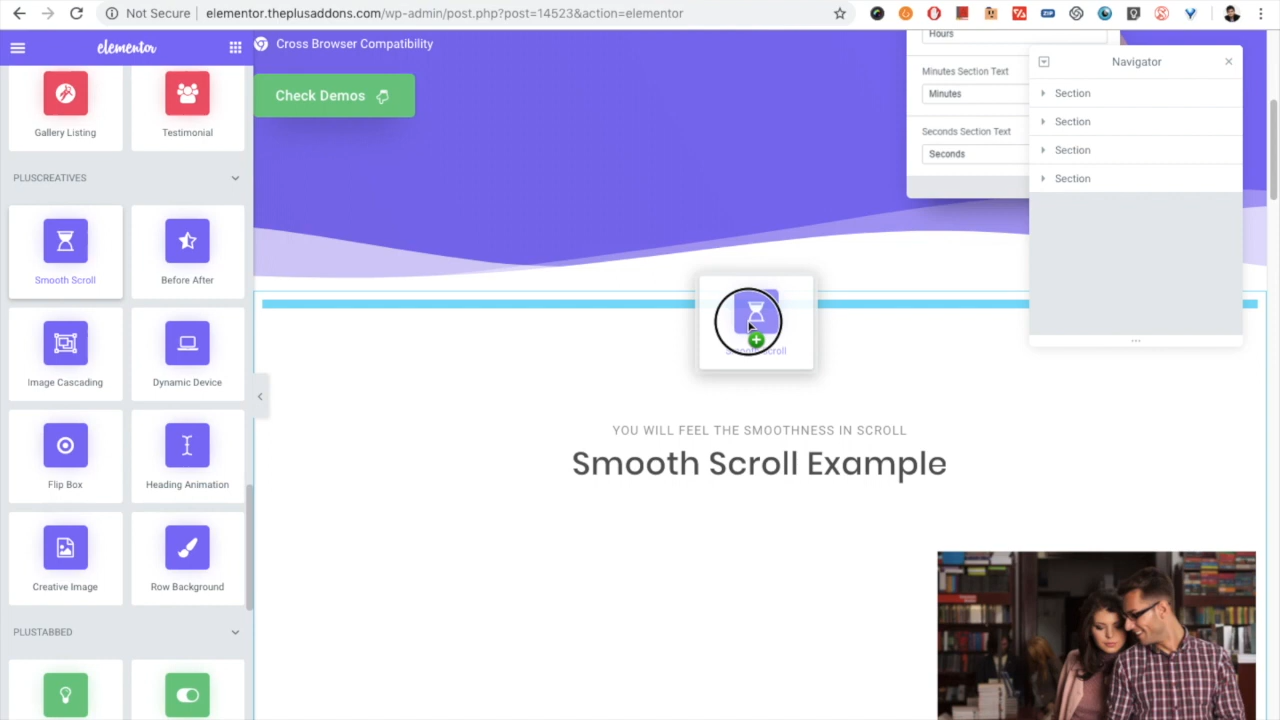 Not Secure
elementor.theplusaddons.com/wp-admin/post.php?post=14523&action=elementor
ZIP
elementor
Gallery Listing
Testimonial
PLUSCREATIVES
Smooth Scroll
Before After
Image Cascading
Dynamic Device
Flip Box
Heading Animation
Creative Image
Row Background
PLUSTABBED
Cross Browser Compatibility
Check Demos
Hours
Minutes Section Text
Minutes
Seconds Section Text
Seconds
Navigator
Section
Section
Section
Section
Smooth Scroll
YOU WILL FEEL THE SMOOTHNESS IN SCROLL
Smooth Scroll Example